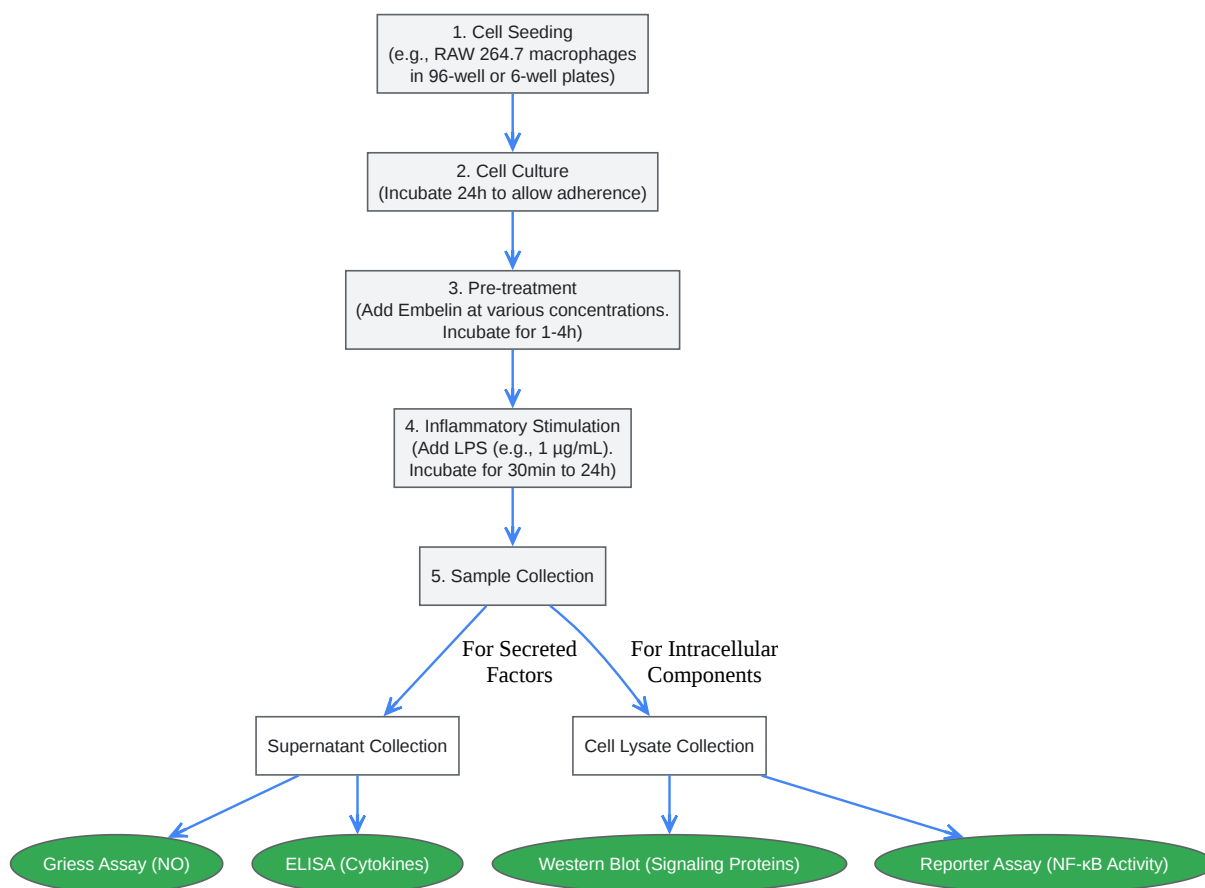 1. Cell Seeding
(e.g., RAW 264.7 macrophages
in 96-well or 6-well plates)
2. Cell Culture
(Incubate 24h to allow adherence)
3. Pre-treatment
(Add Embelin at various concentrations.
Incubate for 1-4h)
4. Inflammatory Stimulation
(Add LPS (e.g., 1 µg/mL).
Incubate for 30min to 24h)
5. Sample Collection
For Secreted
Factors
For Intracellular
Components
Supernatant Collection
Cell Lysate Collection
Griess Assay (NO)
ELISA (Cytokines)
Western Blot (Signaling Proteins)
Reporter Assay (NF-κB Activity)